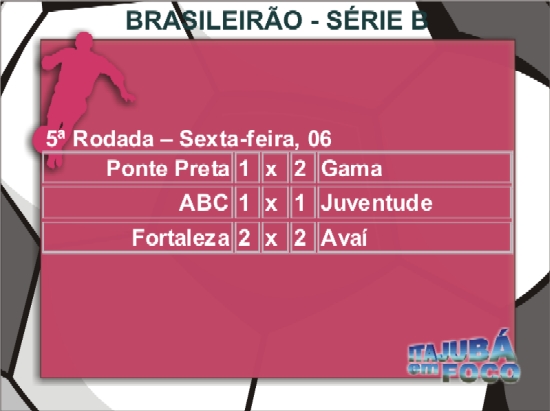 BRASILEIRÃO - SÉRIE B
5ª Rodada – Sexta-feira, 06
Ponte Preta 1 x 2 Gama
ABC 1 x 1 Juventude
Fortaleza 2 x 2 Avaí
ITAJUBÁ
em FOCO